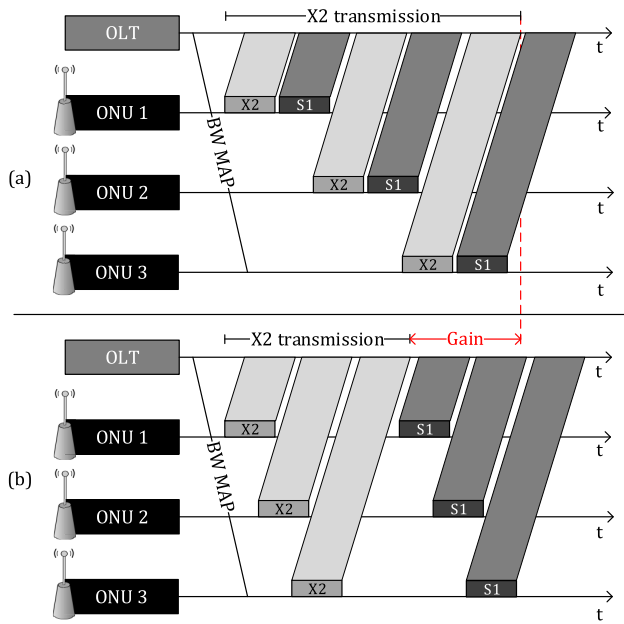 X2 transmission
OLT
t
X2
S1
ONU 1
t
BW MAP
(a)
X2
S1
ONU 2
t
X2
S1
ONU 3
t
X2 transmission
Gain
OLT
t
X2
S1
ONU 1
t
BW MAP
(b)
X2
S1
ONU 2
t
X2
S1
ONU 3
t